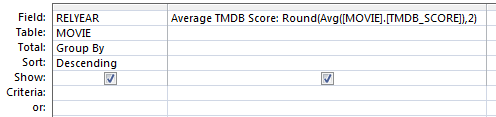 Field: RELYEAR Average TMDB Score: Round(Avg([MOVIE].[TMDB_SCORE]),2)
Table: MOVIE
Total: Group By
Sort: Descending
Show:
Criteria:
or: